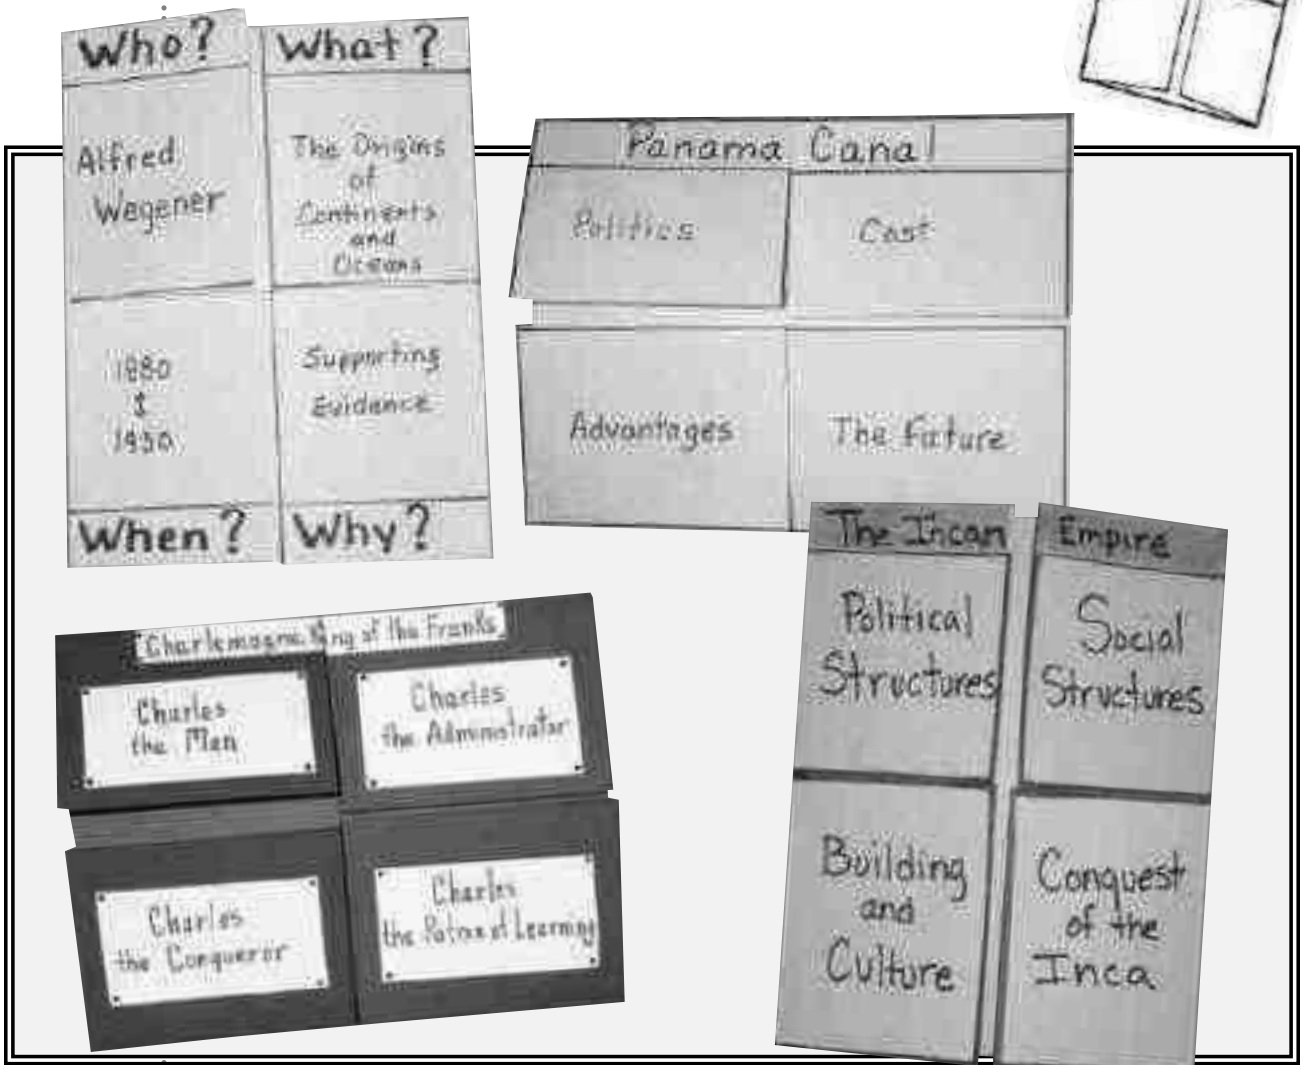 Who?
What?
Alfred
Wegener
The Origins
of
Continents
and
Oceans
1880
1930
Supporting
Evidence
When?
Why?
Panama Canal
Politics
Cost
Advantages
The Future
Charlemagne King of the Franks
Charles
the Man
Charles
the Administrator
Charles
the Conqueror
Charles
the Patron of Learning
The Incan Empire
Political
Structures
Social
Structures
Building
and
Culture
Conquest
of the
Inca